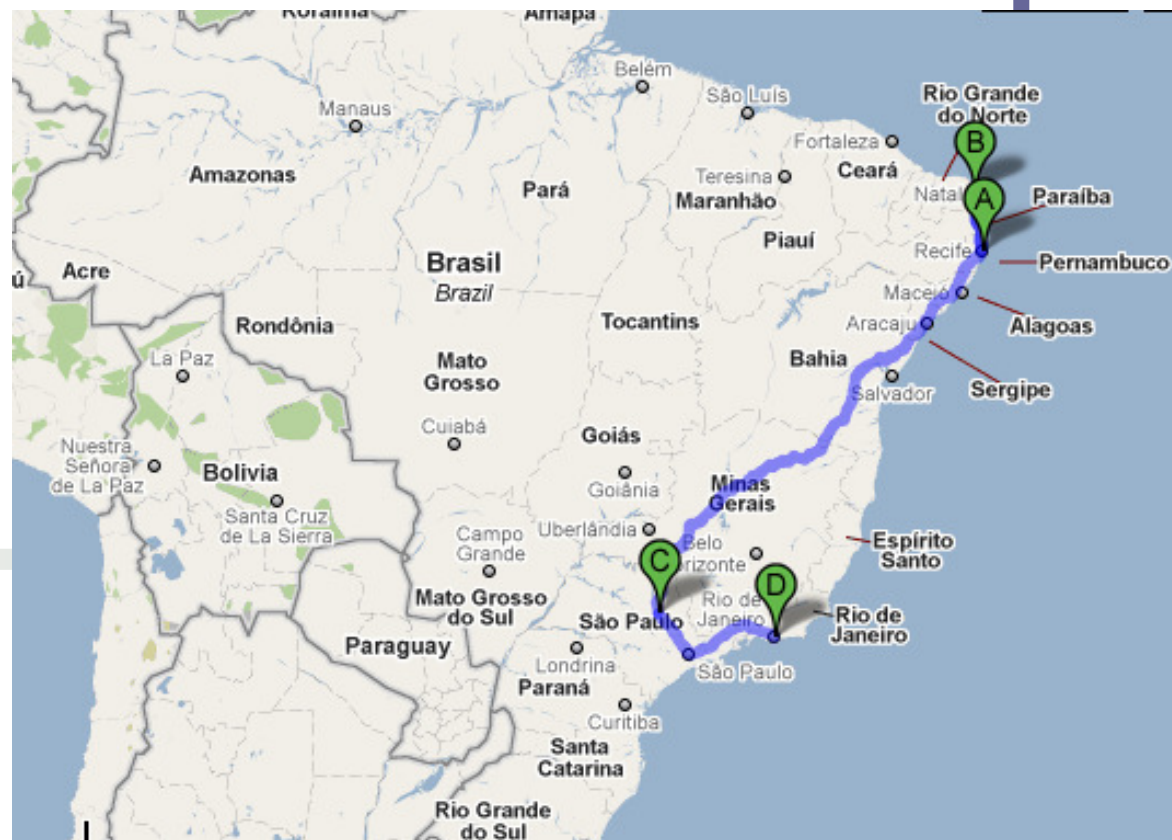 Roraima
Amapá
Belém
São Luís
Rio Grande
do Norte
Manaus
Fortaleza
B
Ceará
Amazonas
Pará
Teresina
Maranhão
Natal
A
Paraíba
Piauí
Recife
Pernambuco
ú
Acre
Brasil
Brazil
Maceió
Rondônia
Tocantins
Aracaju
Alagoas
La Paz
Mato
Grosso
Bahia
Salvador
Sergipe
Cuiabá
Goiás
Nuestra
Señora
de La Paz
Bolivia
Goiânia
Minas
Gerais
Santa Cruz
de La Sierra
Campo
Grande
Uberlândia
Belo
Horizonte
Espírito
Santo
C
D
Mato Grosso
do Sul
São Paulo
Rio de
Janeiro
Rio de
Janeiro
Paraguay
Londrina
São Paulo
Paraná
Curitiba
Santa
Catarina
Rio Grande
do Sul